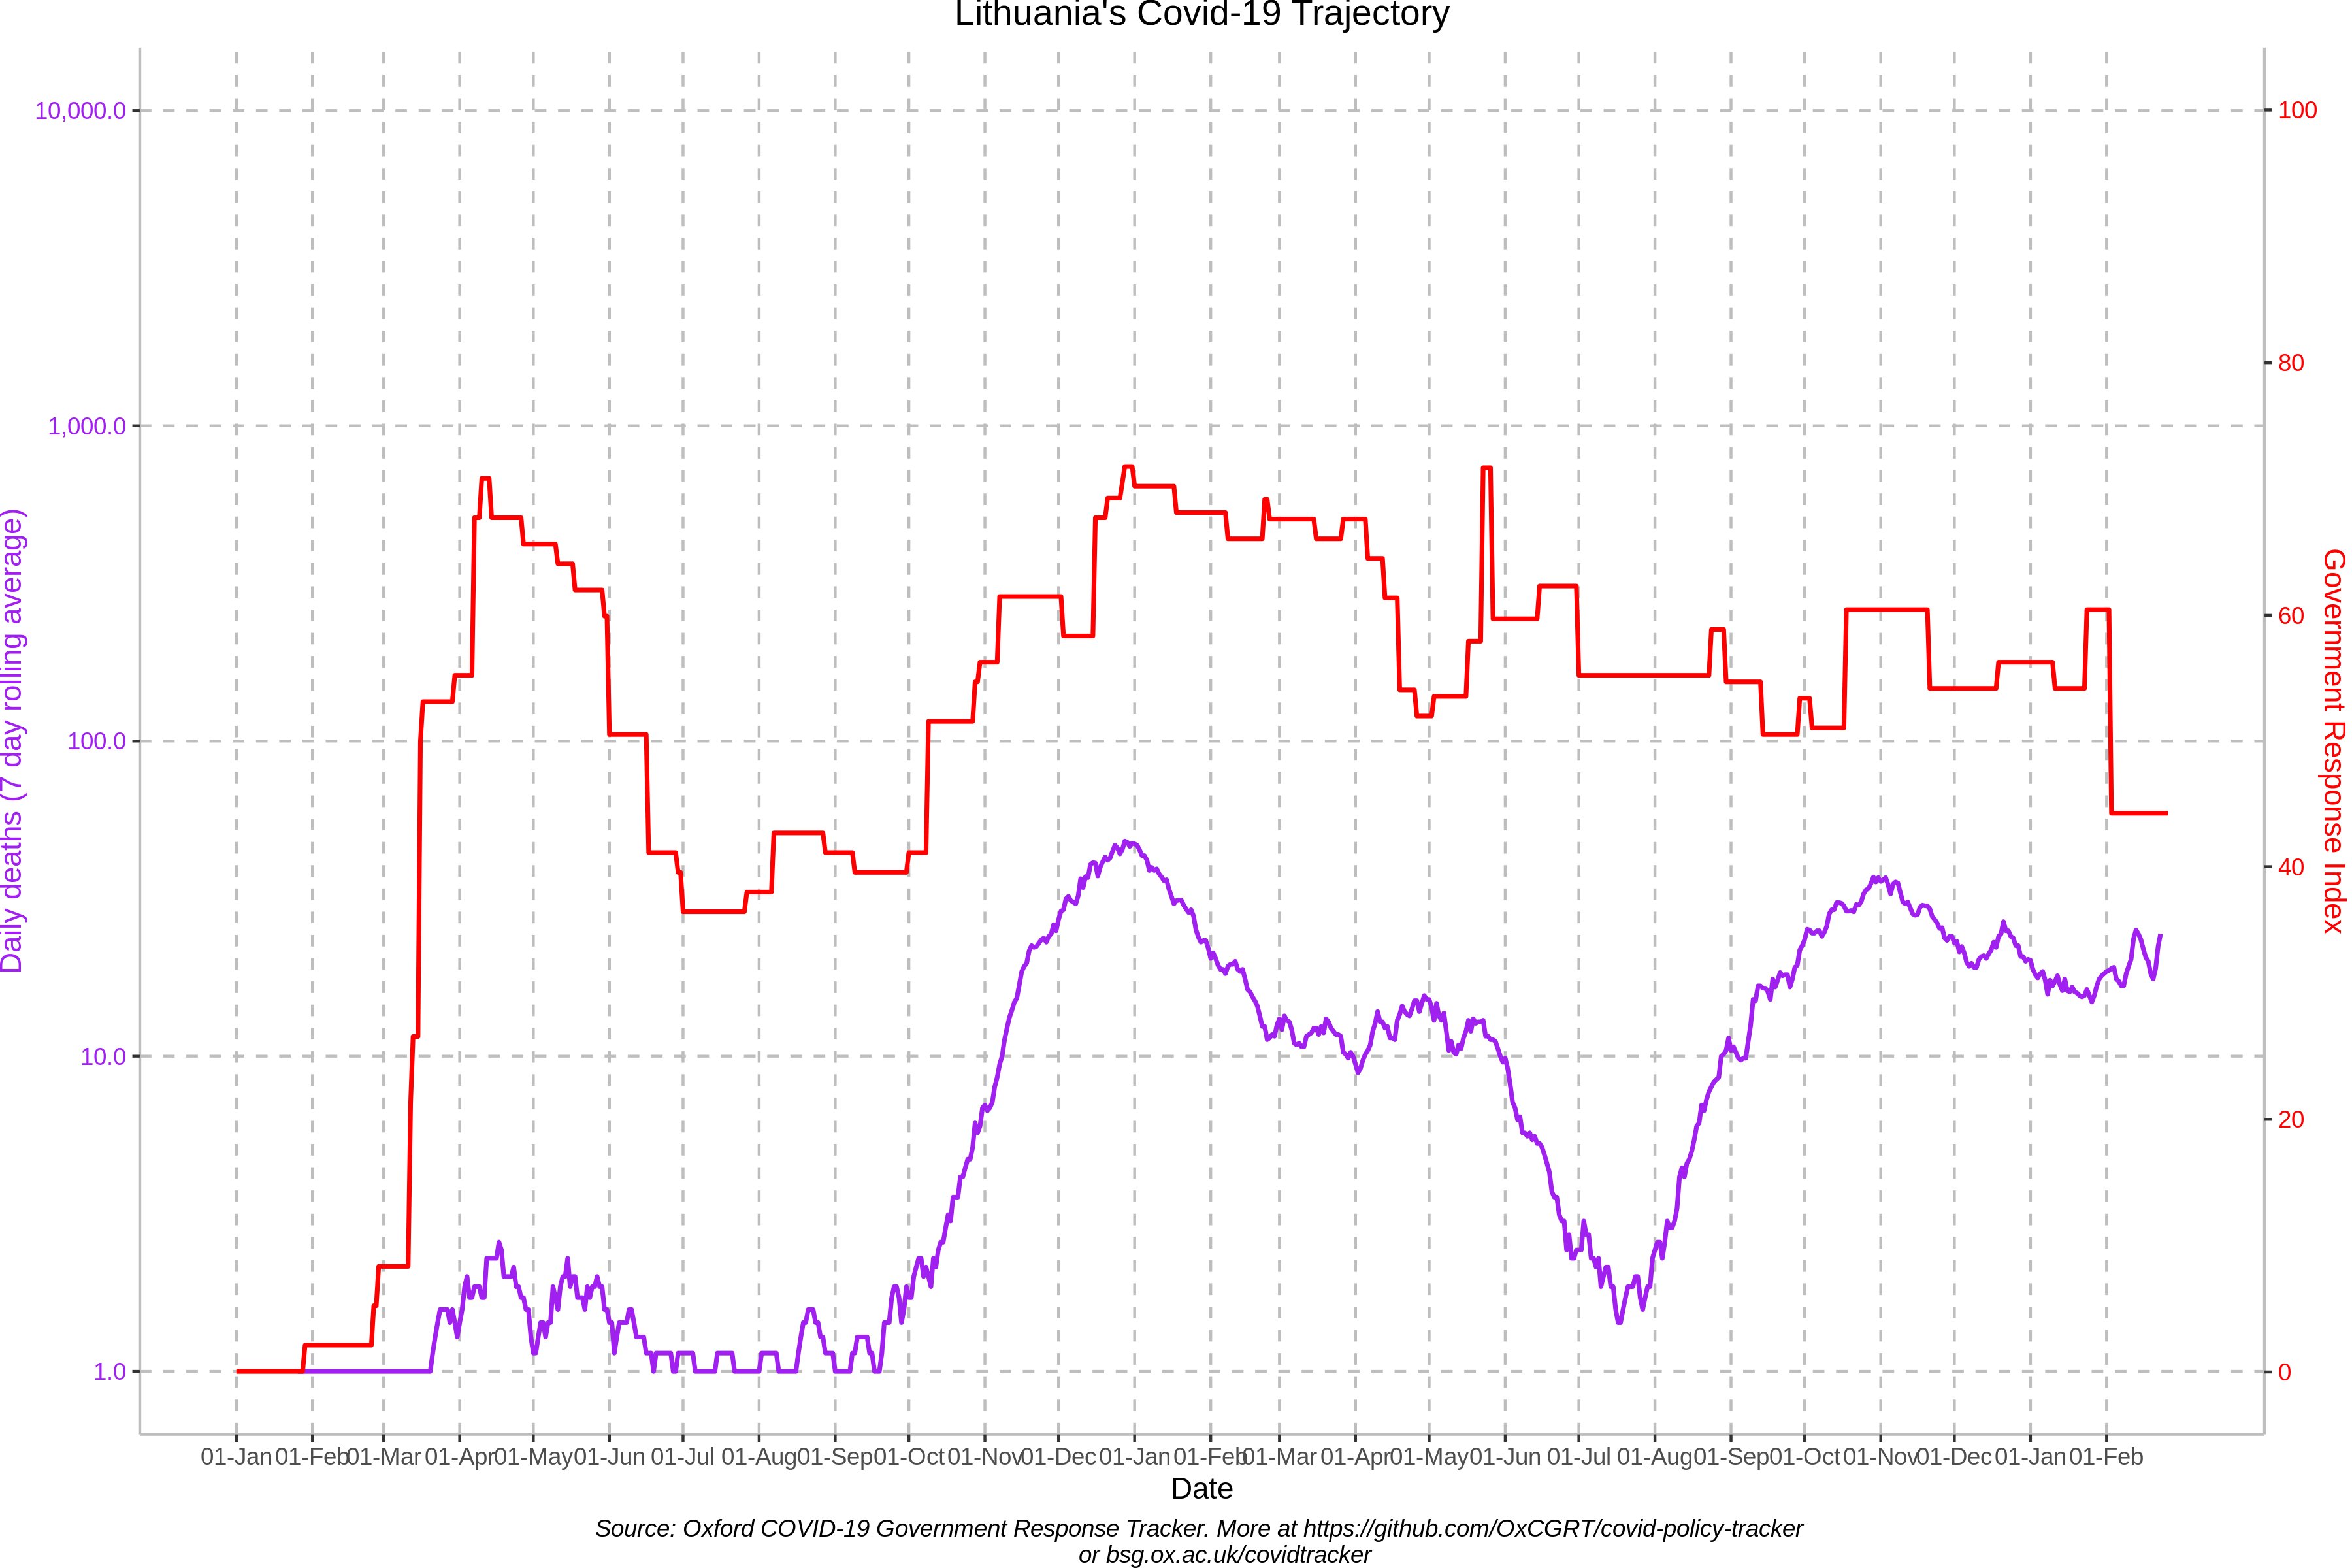 Lithuania's Covid-19 Trajectory
10,000.0
1,000.0
100.0
10.0
1.0
Daily deaths (7 day rolling average)
100
80
60
40
20
0
Government Response Index
01-Jan 01-Feb 01-Mar 01-Apr 01-May 01-Jun 01-Jul 01-Aug 01-Sep 01-Oct 01-Nov 01-Dec 01-Jan 01-Feb 01-Mar 01-Apr 01-May 01-Jun 01-Jul 01-Aug 01-Sep 01-Oct 01-Nov 01-Dec 01-Jan 01-Feb
Date
Source: Oxford COVID-19 Government Response Tracker. More at https://github.com/OxCGRT/covid-policy-tracker
or bsg.ox.ac.uk/covidtracker